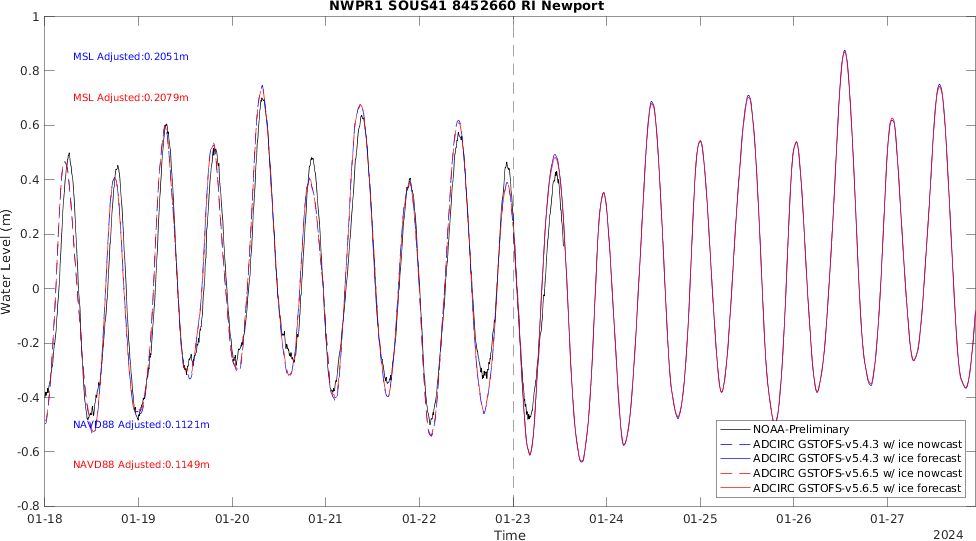 NWPR1 SOUS41 8452660 RI Newport
1
0.8
0.6
0.4
0.2
0
-0.2
-0.4
-0.6
-0.8
Water Level (m)
MSL Adjusted:0.2051m
MSL Adjusted:0.2079m
NAVD88 Adjusted:0.1121m
NAVD88 Adjusted:0.1149m
NOAA-Preliminary
ADCIRC GSTOFS-v5.4.3 w/ ice nowcast
ADCIRC GSTOFS-v5.4.3 w/ ice forecast
ADCIRC GSTOFS-v5.6.5 w/ ice nowcast
ADCIRC GSTOFS-v5.6.5 w/ ice forecast
01-18 01-19 01-20 01-21 01-22 01-23 01-24 01-25 01-26 01-27
Time
2024